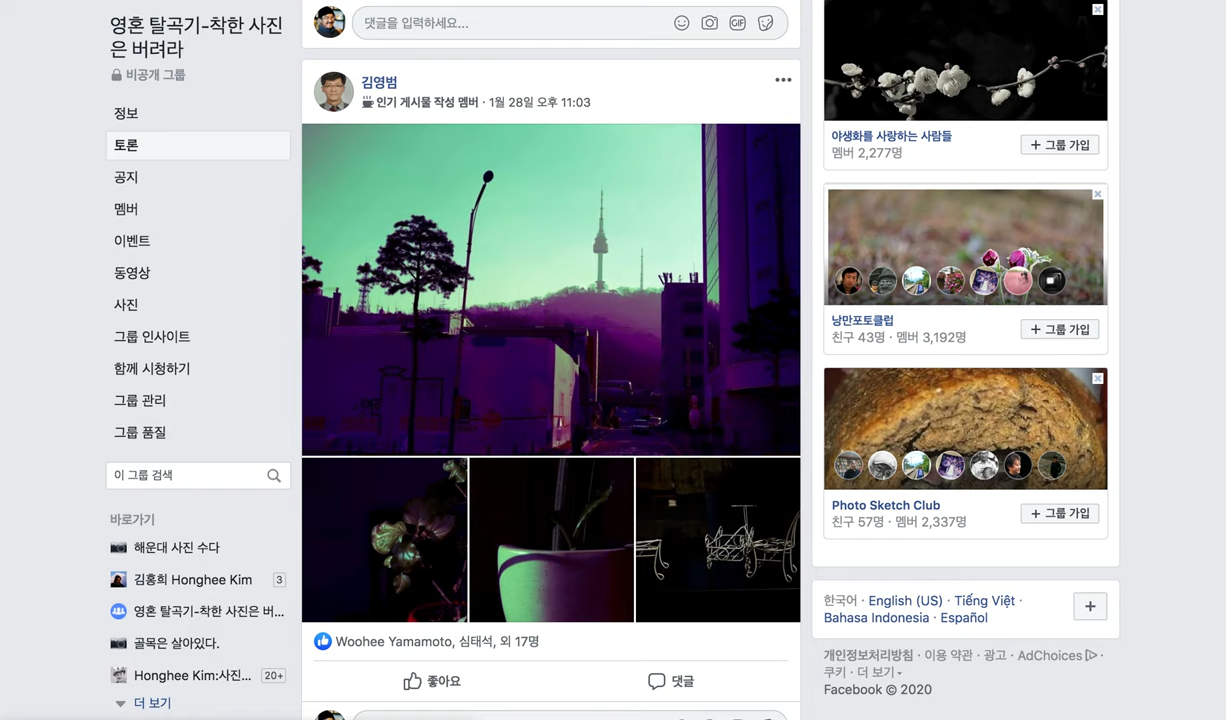 영혼 탈곡기-착한 사진
은 버려라
비공개 그룹
정보
토론
공지
멤버
이벤트
동영상
사진
그룹 인사이트
함께 시청하기
그룹 관리
그룹 품질
이 그룹 검색
바로가기
해운대 사진 수다
김홍희 Honghee Kim 3
영혼 탈곡기-착한 사진은 버...
골목은 살아있다.
Honghee Kim:사진... 20+
더 보기
댓글을 입력하세요...
GIF
김영범
인기 게시물 작성 멤버 · 1월 28일 오후 11:03
Woohee Yamamoto, 심태석, 외 17명
좋아요
댓글
야생화를 사랑하는 사람들
멤버 2,277명
+ 그룹 가입
낭만포토클럽
친구 43명 · 멤버 3,192명
+ 그룹 가입
Photo Sketch Club
친구 57명 · 멤버 2,337명
+ 그룹 가입
한국어 · English (US) · Tiếng Việt ·
Bahasa Indonesia · Español
개인정보처리방침 · 이용 약관 · 광고 · AdChoices ·
쿠키 · 더 보기
Facebook © 2020